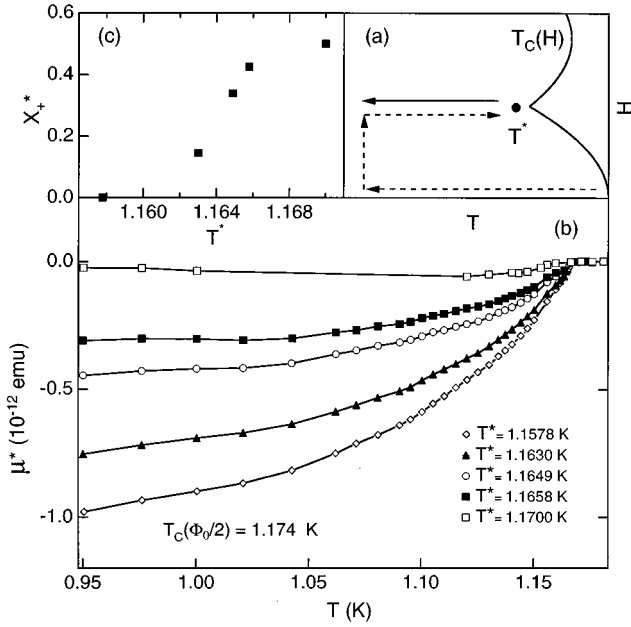 (c)
0.6
0.4
0.2
0.0
X₊*
1.160 1.164 1.168
T*
(a)
T_C(H)
T*
H
T
(b)
0.0
-0.5
-1.0
μ* (10⁻¹² emu)
T* = 1.1578 K
T* = 1.1630 K
T* = 1.1649 K
T* = 1.1658 K
T* = 1.1700 K
T_C(Φ₀/2) = 1.174 K
0.95 1.00 1.05 1.10 1.15
T (K)